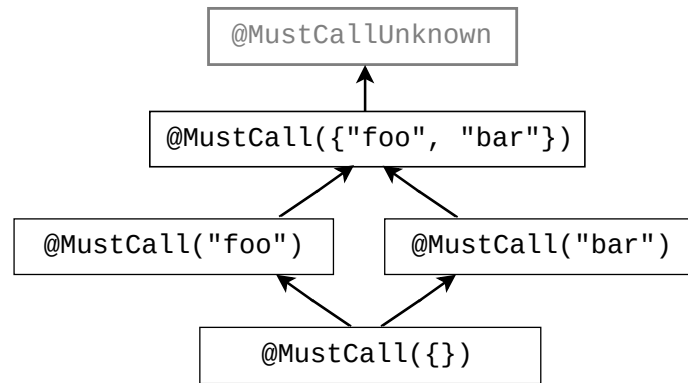 @MustCallUnknown
@MustCall({"foo", "bar"})
@MustCall("foo")
@MustCall("bar")
@MustCall({})